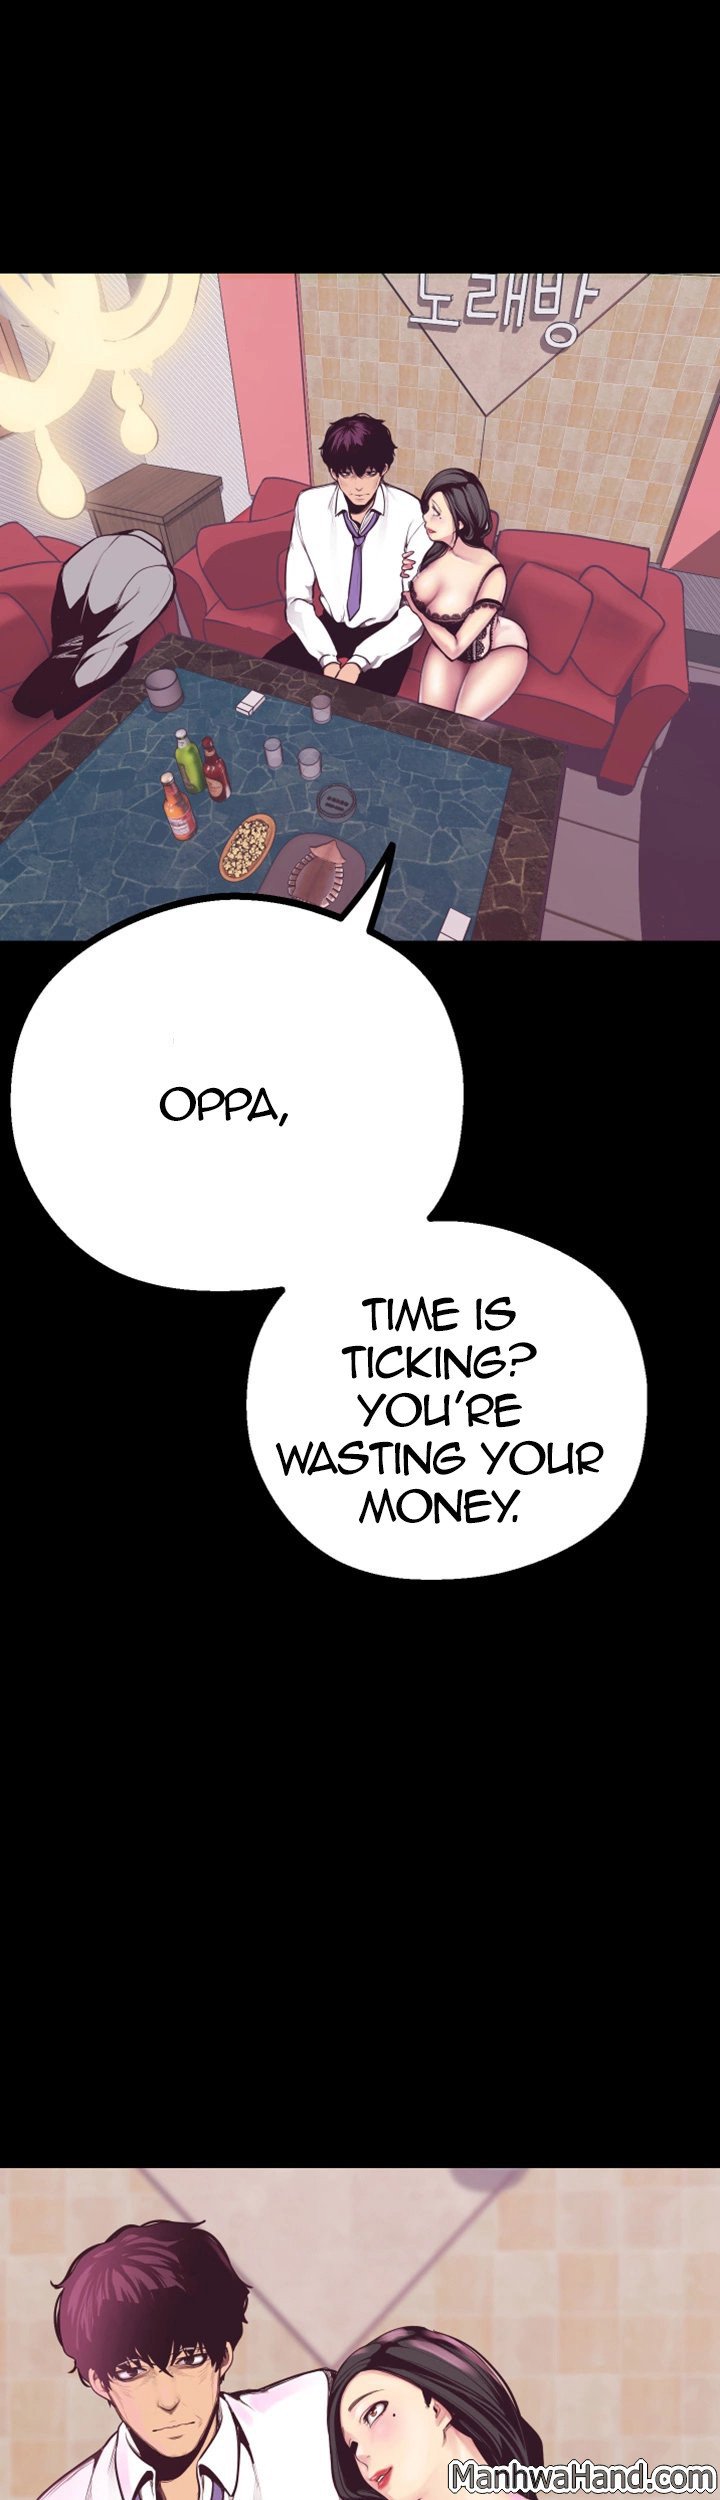 노래방
OPPA,
TIME IS
TICKING?
YOU'RE
WASTING YOUR
MONEY.
ManhwaHand.com